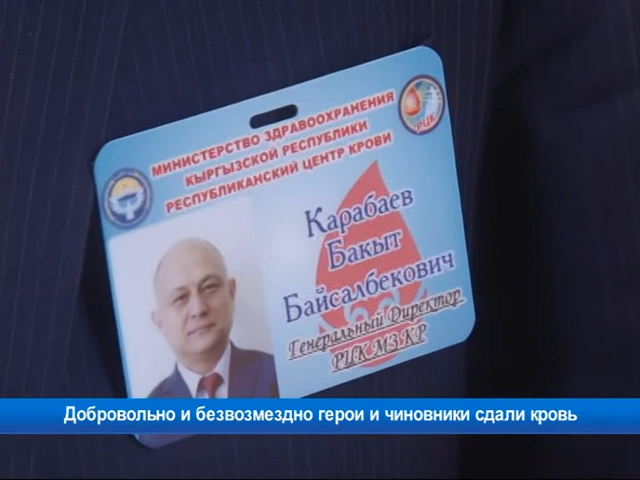 МИНИСТЕРСТВО ЗДРАВООХРАНЕНИЯ
КЫРГЫЗСКОЙ РЕСПУБЛИКИ
РЕСПУБЛИКАНСКИЙ ЦЕНТР КРОВИ
РЦК
Карабаев
Бакыт
Байсалбекович
Генеральный Директор
РЦК МЗ КР
Добровольно и безвозмездно герои и чиновники сдали кровь